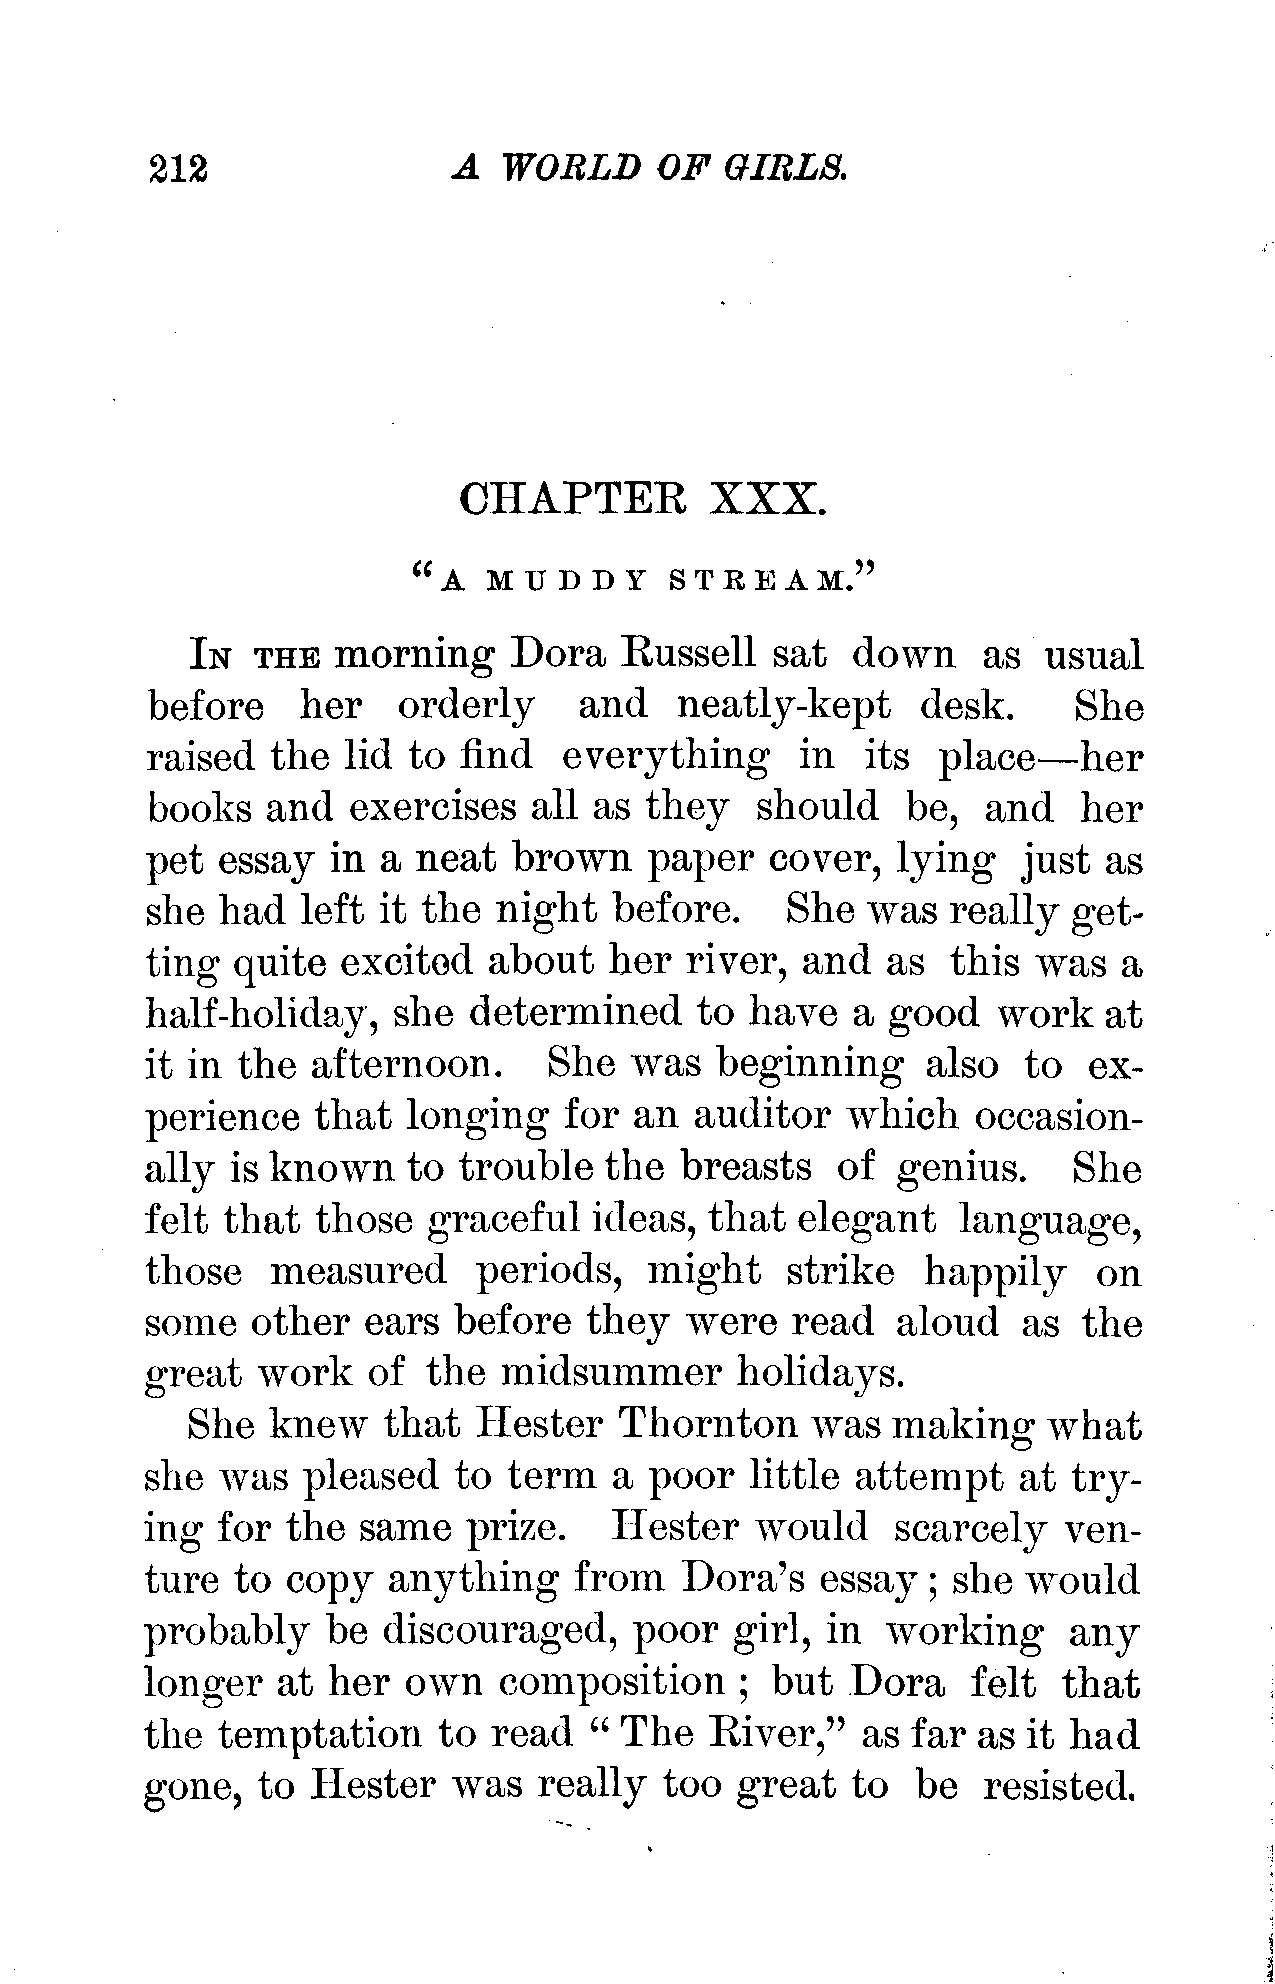 212 A WORLD OF GIRLS.
CHAPTER XXX.
“A MUDDY STREAM.”
IN THE morning Dora Russell sat down as usual
before her orderly and neatly-kept desk. She
raised the lid to find everything in its place—her
books and exercises all as they should be, and her
pet essay in a neat brown paper cover, lying just as
she had left it the night before. She was really get-
ting quite excited about her river, and as this was a
half-holiday, she determined to have a good work at
it in the afternoon. She was beginning also to ex-
perience that longing for an auditor which occasion-
ally is known to trouble the breasts of genius. She
felt that those graceful ideas, that elegant language,
those measured periods, might strike happily on
some other ears before they were read aloud as the
great work of the midsummer holidays.
She knew that Hester Thornton was making what
she was pleased to term a poor little attempt at try-
ing for the same prize. Hester would scarcely ven-
ture to copy anything from Dora’s essay ; she would
probably be discouraged, poor girl, in working any
longer at her own composition ; but Dora felt that
the temptation to read “ The River,” as far as it had
gone, to Hester was really too great to be resisted.